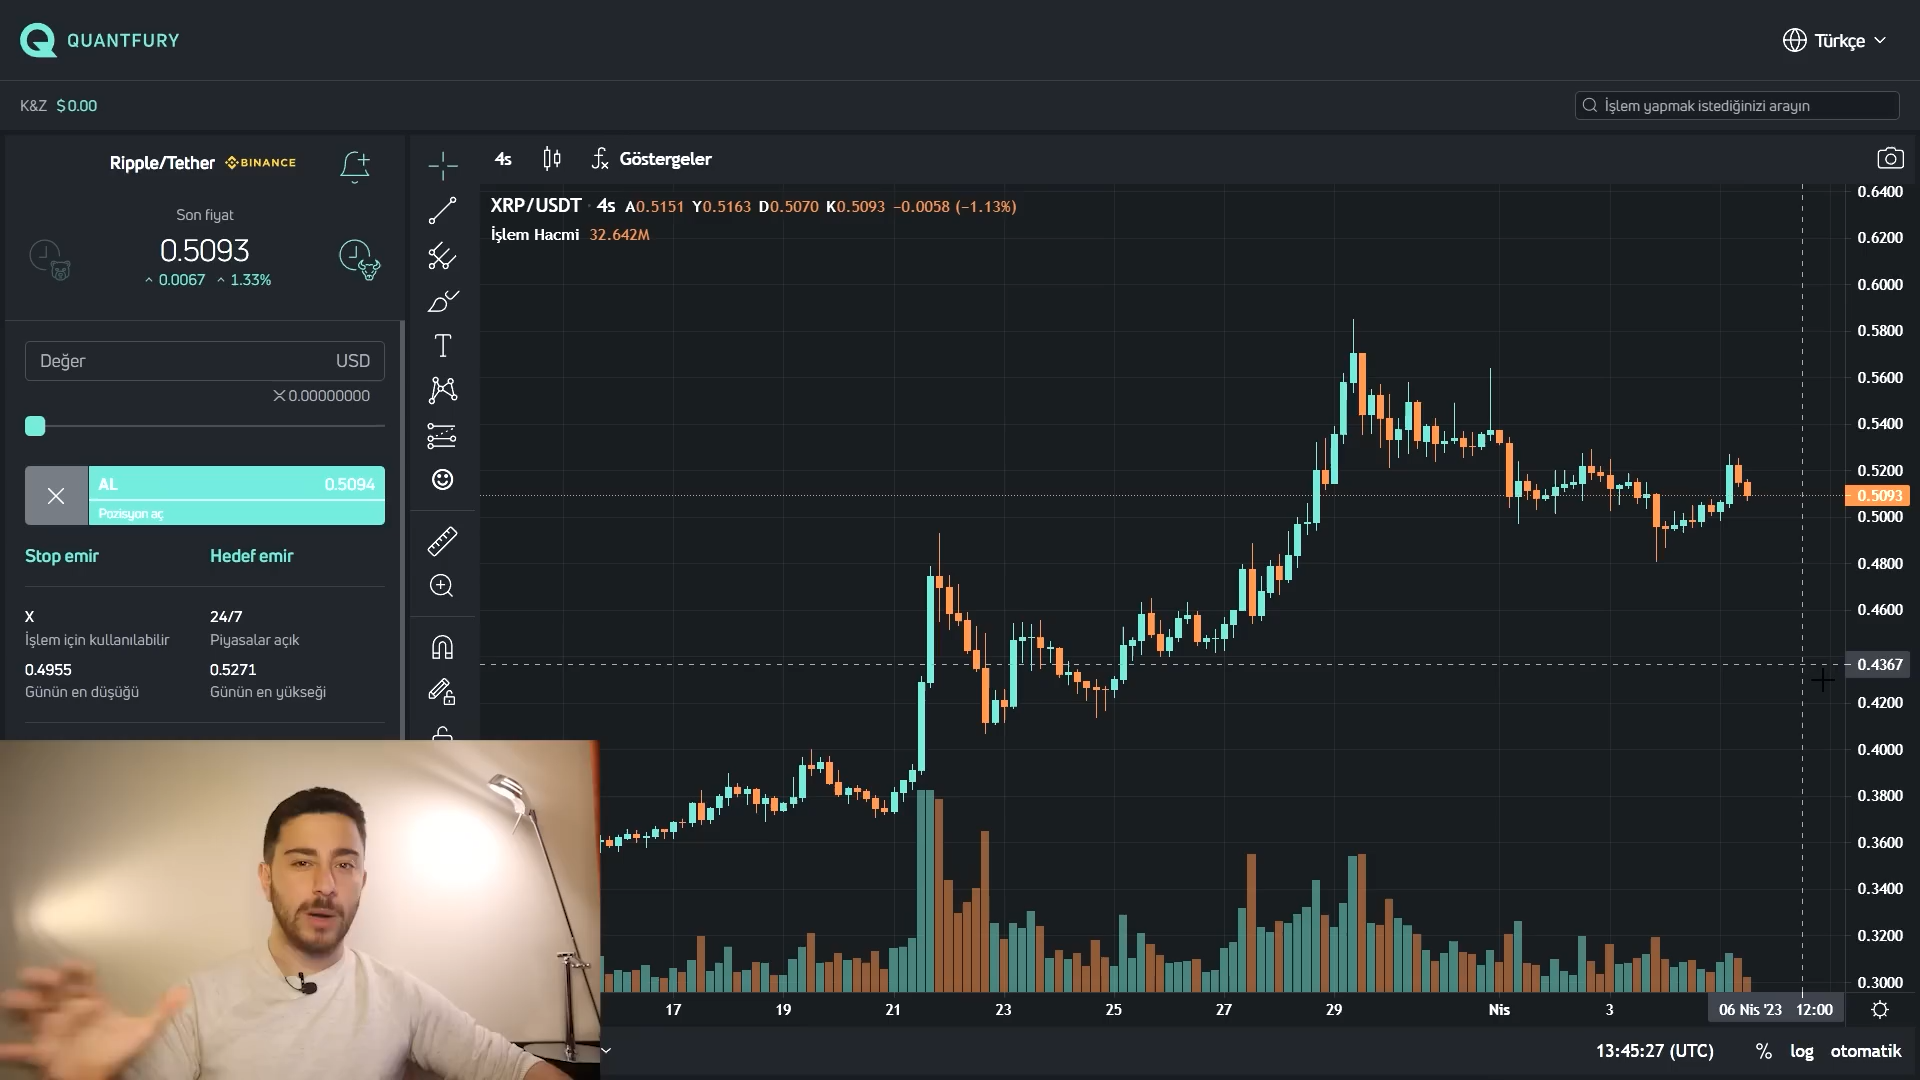 QUANTFURY
Türkçe
K&Z $0.00
İşlem yapmak istediğinizi arayın
Ripple/Tether BINANCE
Son fiyat
0.5093
0.0067 1.33%
Değer USD
0.00000000
AL 0.5094
Pozisyon aç
Stop emir Hedef emir
X 24/7
İşlem için kullanılabilir Piyasalar açık
0.4955 0.5271
Günün en düşüğü Günün en yükseği
4s Göstergeler
XRP/USDT · 4s A0.5151 Y0.5163 D0.5070 K0.5093 −0.0058 (−1.13%)
İşlem Hacmi 32.642M
0.6400
0.6200
0.6000
0.5800
0.5600
0.5400
0.5200
0.5093
0.5000
0.4800
0.4600
0.4367
0.4200
0.4000
0.3800
0.3600
0.3400
0.3200
0.3000
17 19 21 23 25 27 29 Nis 3 06 Nis '23 12:00
13:45:27 (UTC) % log otomatik